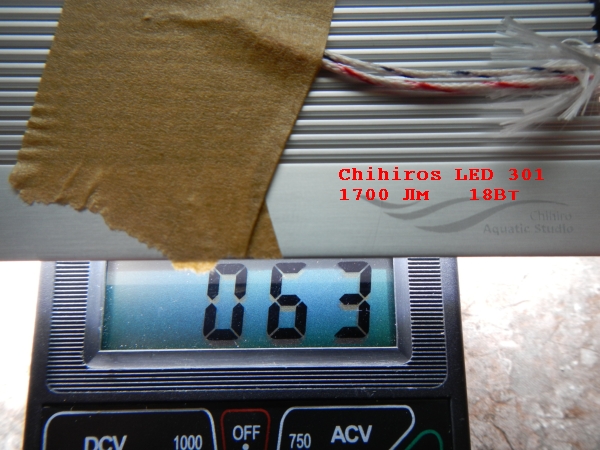 Chihiros LED 301
1700 Лм 18Вт
Chihiro
Aquatic Studio
063
DCV 1000 OFF 750 ACV